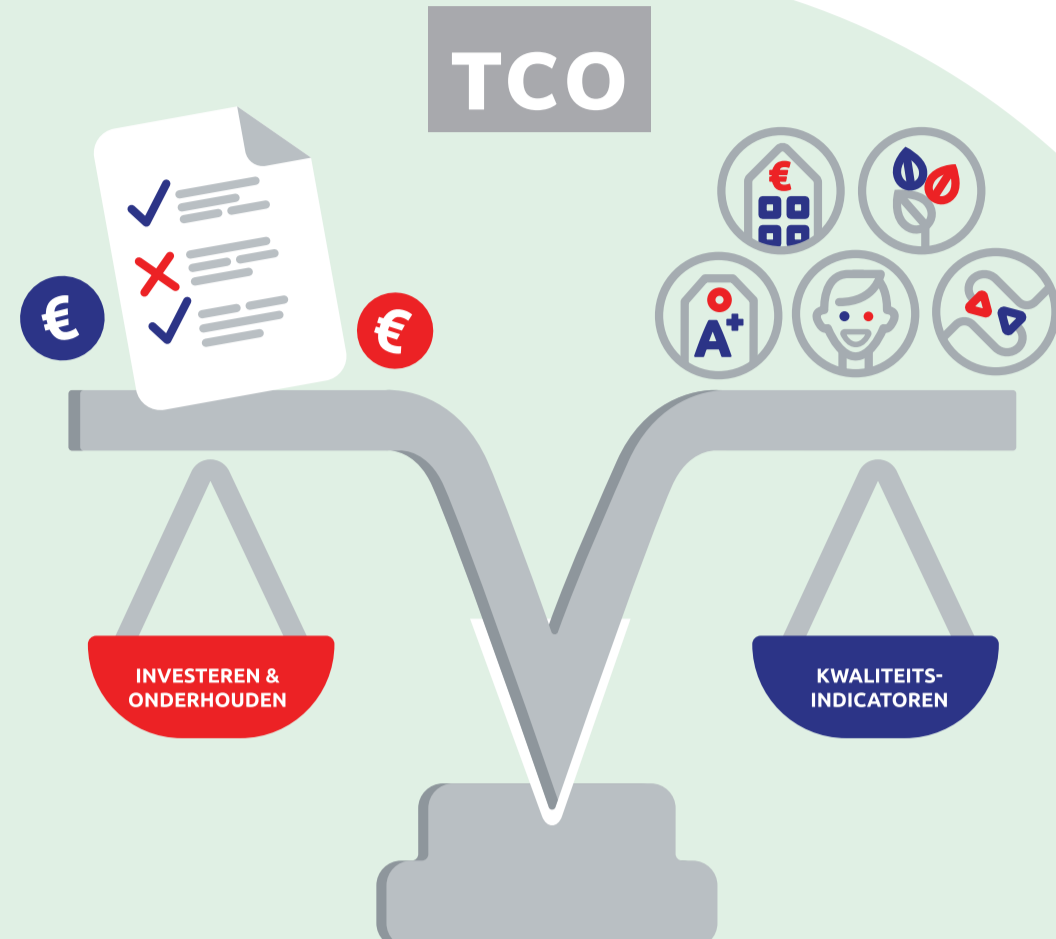 TCO
€
€
€
A+
INVESTEREN &
ONDERHOUDEN
KWALITEITS-
INDICATOREN